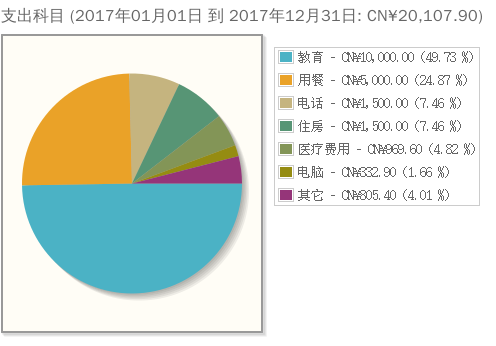 支出科目 (2017年01月01日 到 2017年12月31日: CN¥20,107.90)
教育 - CN¥10,000.00 (49.73 %)
用餐 - CN¥5,000.00 (24.87 %)
电话 - CN¥1,500.00 (7.46 %)
住房 - CN¥1,500.00 (7.46 %)
医疗费用 - CN¥969.60 (4.82 %)
电脑 - CN¥332.90 (1.66 %)
其它 - CN¥805.40 (4.01 %)